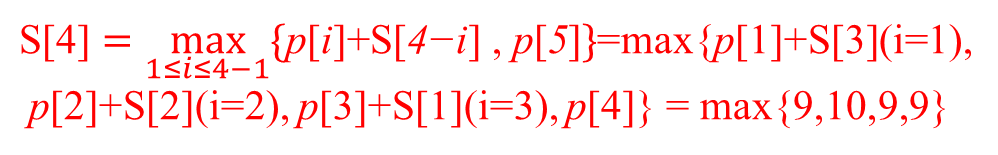 S[4] = max {p[i]+S[4−i] , p[5]}=max{p[1]+S[3](i=1),
1≤i≤4−1
p[2]+S[2](i=2),p[3]+S[1](i=3),p[4]} = max{9,10,9,9}